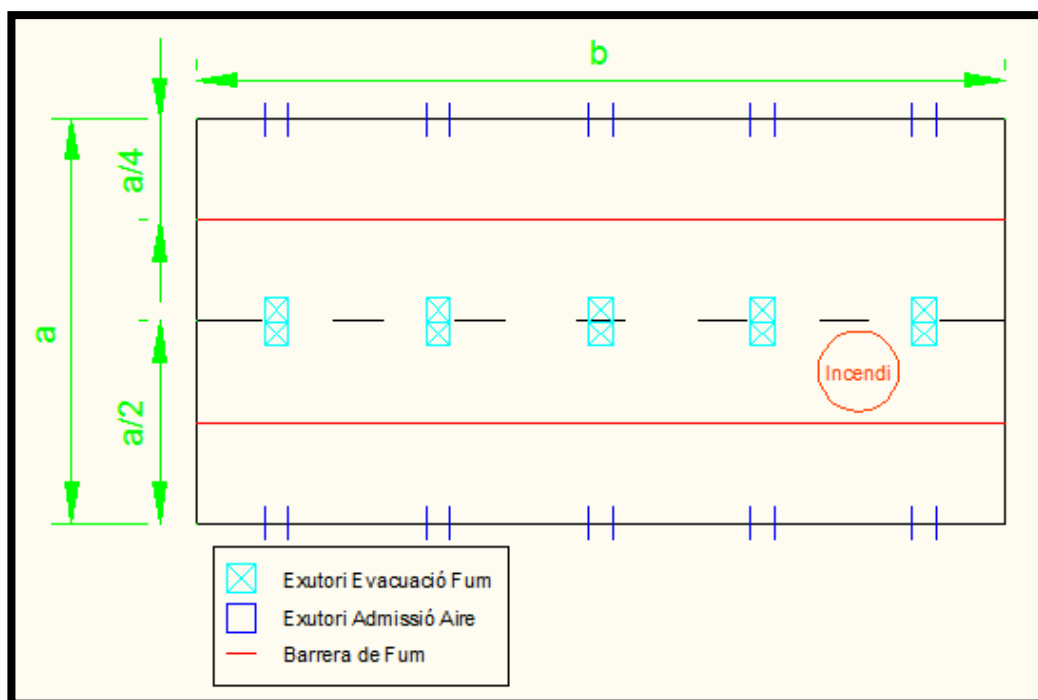 b
a/4
a
a/2
Incendi
Exutori Evacuació Fum
Exutori Admissió Aire
Barrera de Fum